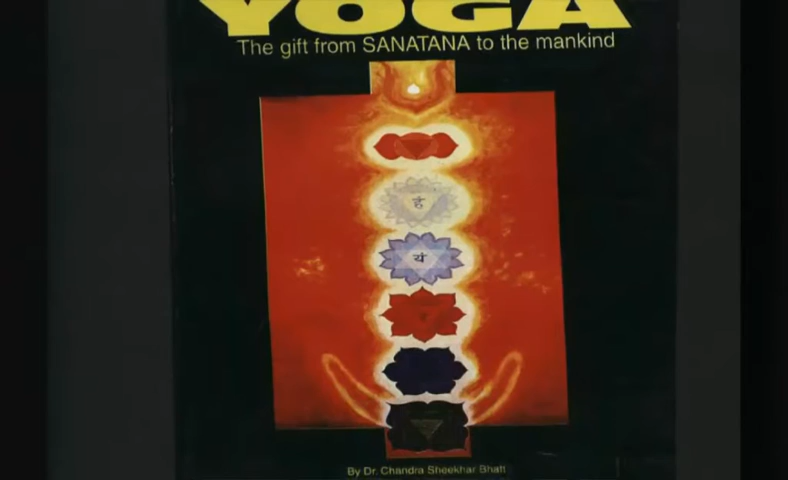 YOGA
The gift from SANATANA to the mankind
हं
यं
By Dr. Chandra Sheekhar Bhatt